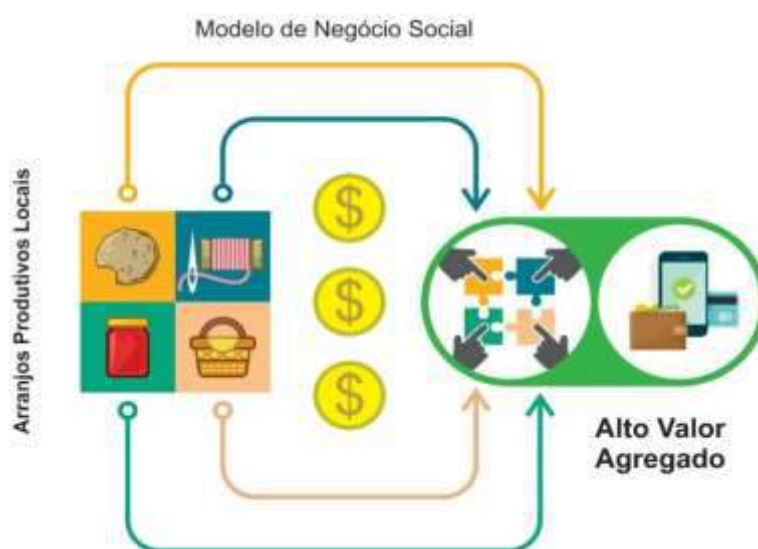 Modelo de Negócio Social
Arranjos Produtivos Locais
$
$
$
Alto Valor
Agregado